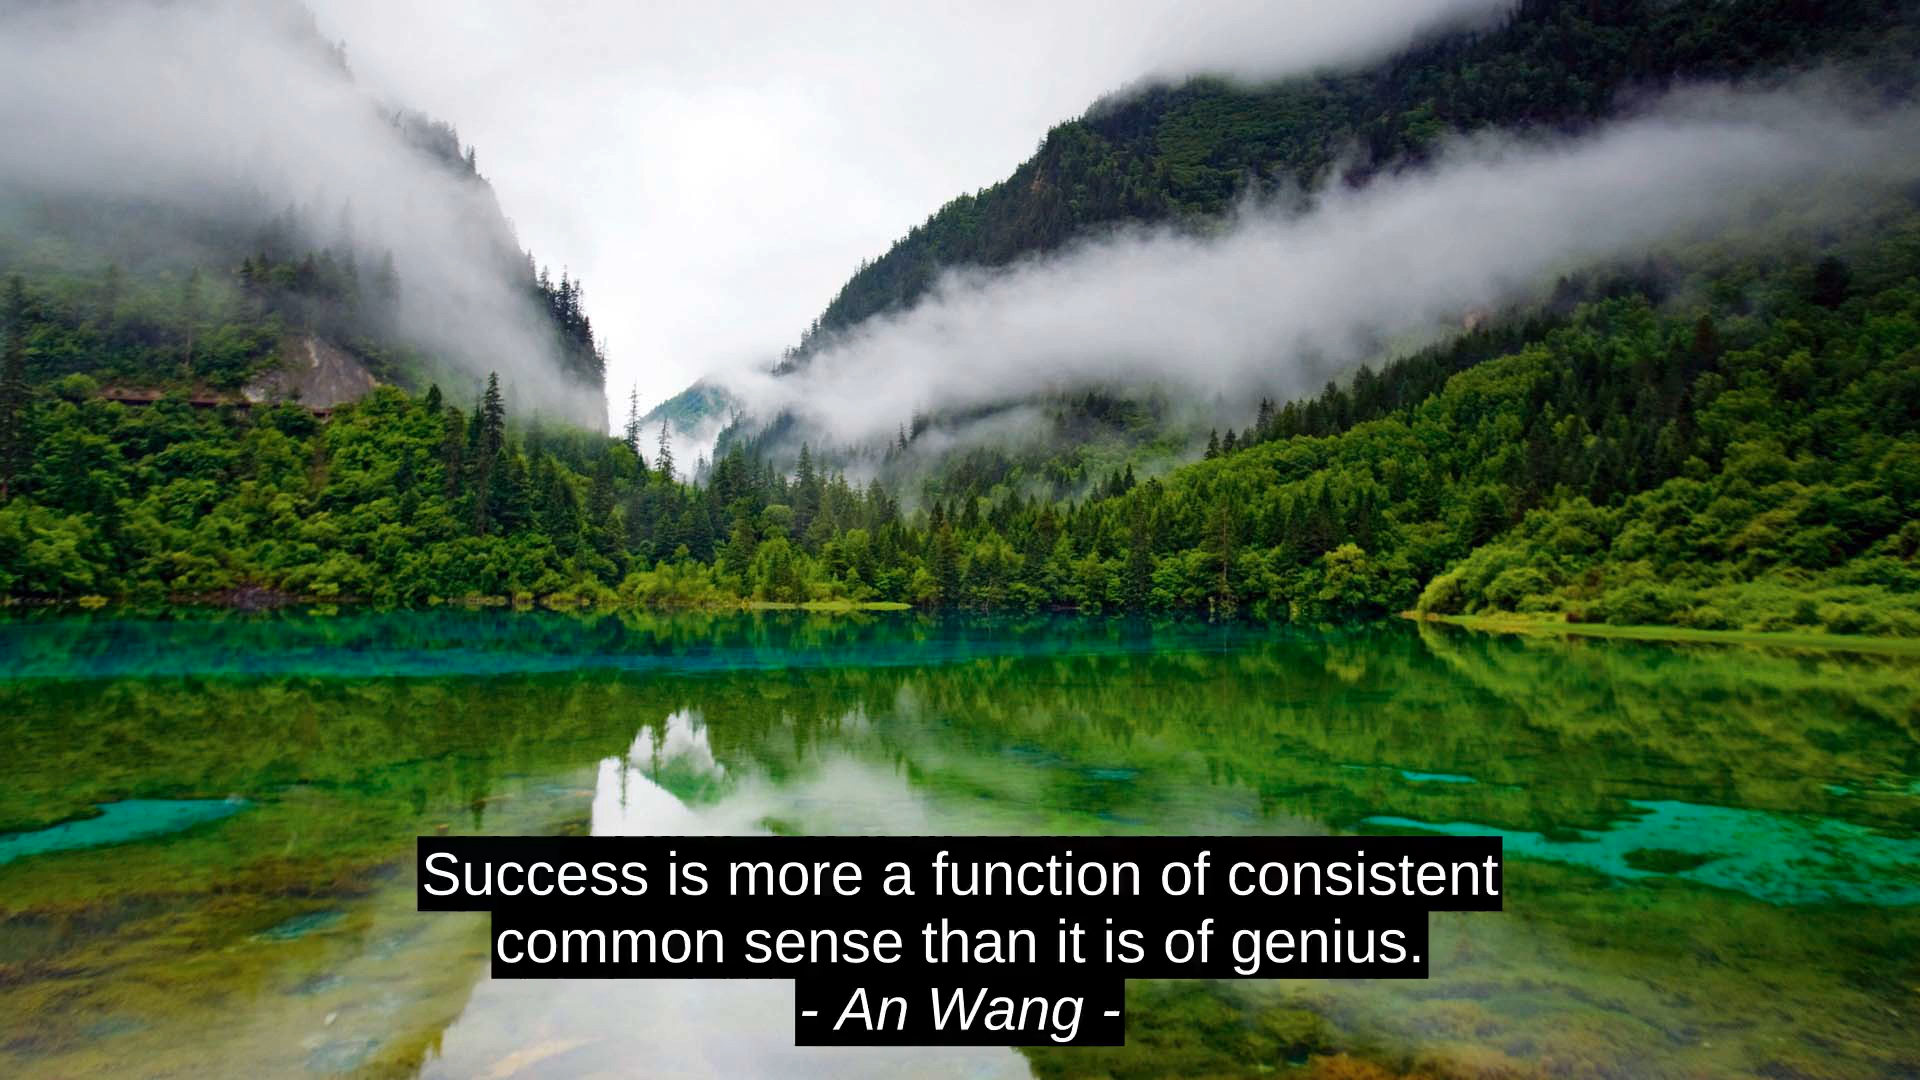 Success is more a function of consistent
common sense than it is of genius.
- An Wang -